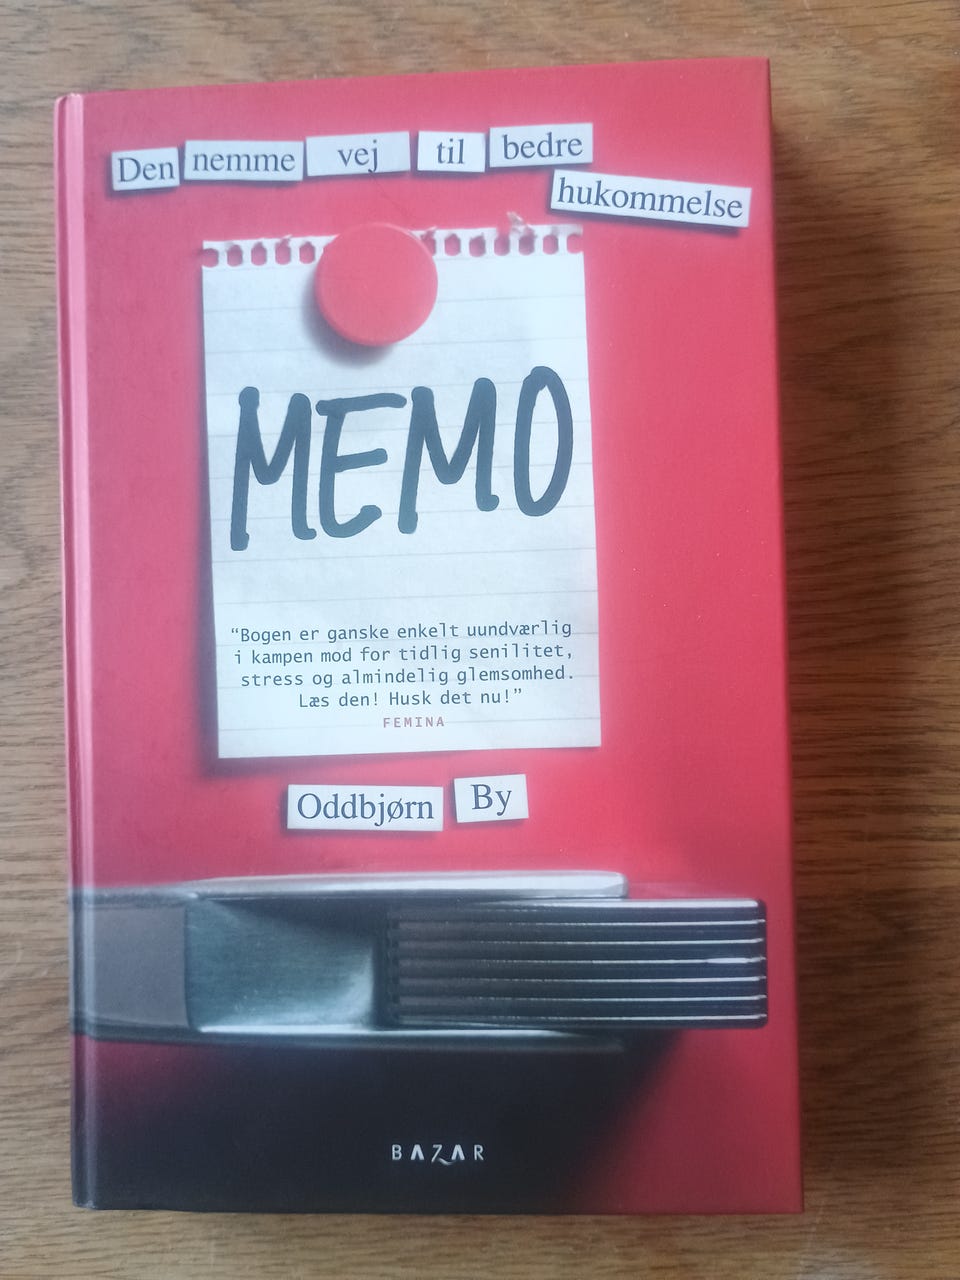 Den nemme vej til bedre
hukommelse
MEMO
“Bogen er ganske enkelt uundværlig
i kampen mod for tidlig senilitet,
stress og almindelig glemsomhed.
Læs den! Husk det nu!”
FEMINA
Oddbjørn By
BAZAR